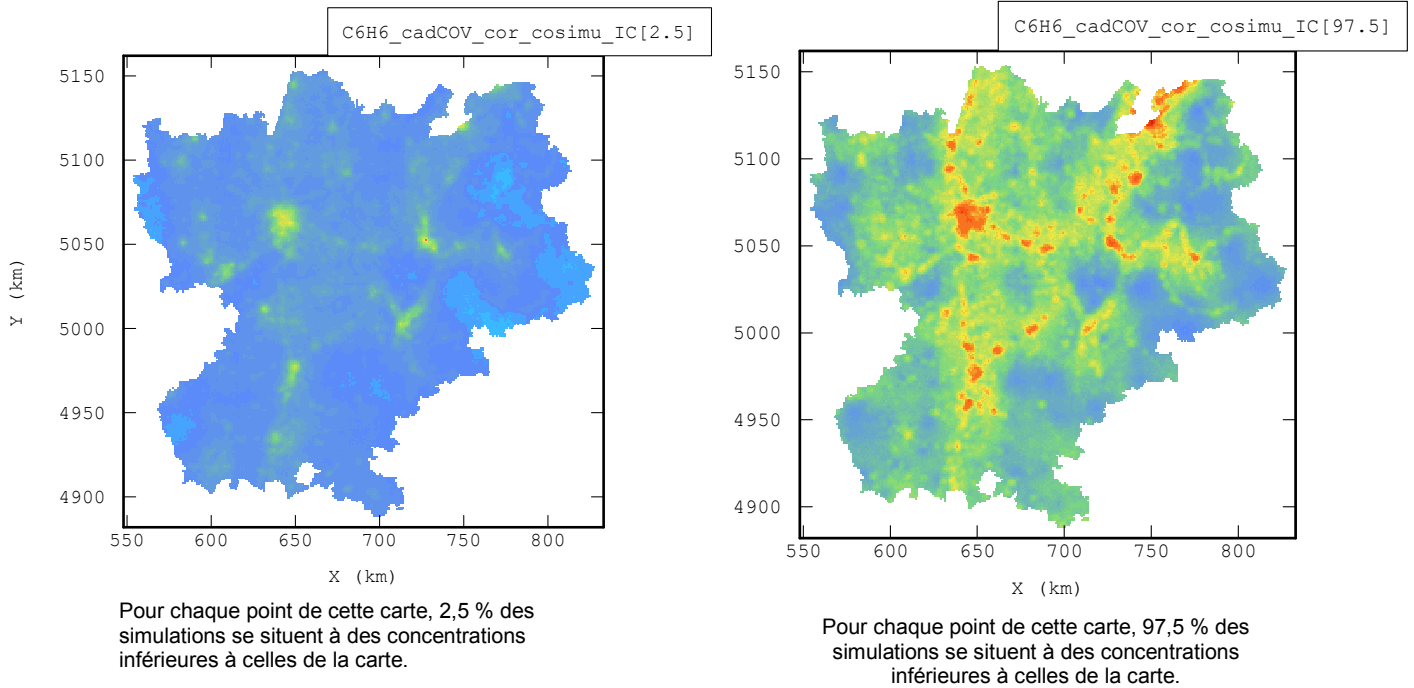 C6H6_cadCOV_cor_cosimu_IC[2.5]
5150
5100
5050
5000
4950
4900
Y (km)
550 600 650 700 750 800
X (km)
Pour chaque point de cette carte, 2,5 % des
simulations se situent à des concentrations
inférieures à celles de la carte.
C6H6_cadCOV_cor_cosimu_IC[97.5]
5150
5100
5050
5000
4950
4900
550 600 650 700 750 800
X (km)
Pour chaque point de cette carte, 97,5 % des
simulations se situent à des concentrations
inférieures à celles de la carte.